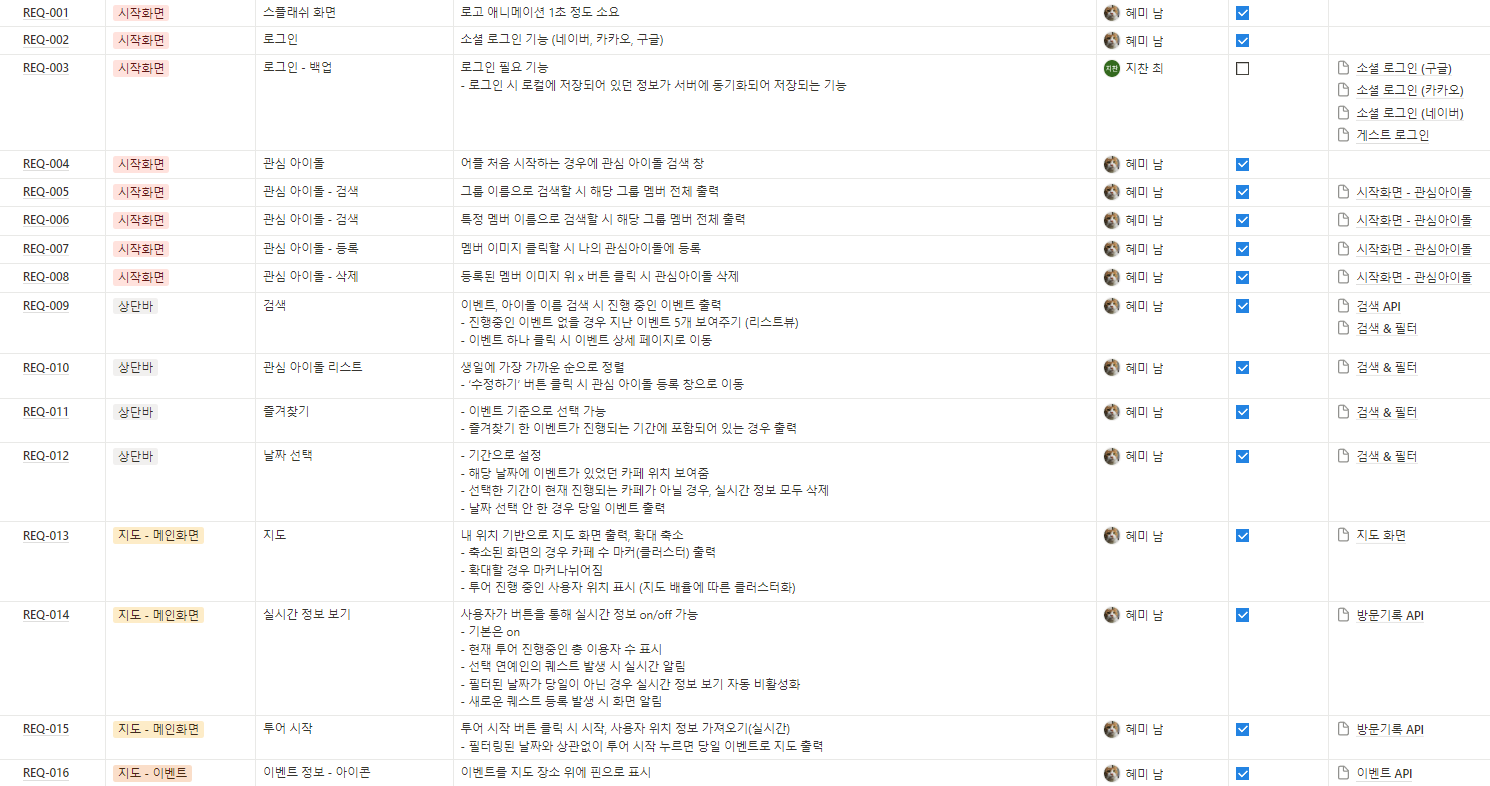 REQ-001 시작화면 스플래쉬 화면 로고 애니메이션 1초 정도 소요 혜미 남
REQ-002 시작화면 로그인 소셜 로그인 기능 (네이버, 카카오, 구글) 혜미 남
REQ-003 시작화면 로그인 - 백업 로그인 필요 기능 지찬 지찬 최 소셜 로그인 (구글)
- 로그인 시 로컬에 저장되어 있던 정보가 서버에 동기화되어 저장되는 기능 소셜 로그인 (카카오)
소셜 로그인 (네이버)
게스트 로그인
REQ-004 시작화면 관심 아이돌 어플 처음 시작하는 경우에 관심 아이돌 검색 창 혜미 남
REQ-005 시작화면 관심 아이돌 - 검색 그룹 이름으로 검색할 시 해당 그룹 멤버 전체 출력 혜미 남 시작화면 - 관심아이돌
REQ-006 시작화면 관심 아이돌 - 검색 특정 멤버 이름으로 검색할 시 해당 그룹 멤버 전체 출력 혜미 남 시작화면 - 관심아이돌
REQ-007 시작화면 관심 아이돌 - 등록 멤버 이미지 클릭할 시 나의 관심아이돌에 등록 혜미 남 시작화면 - 관심아이돌
REQ-008 시작화면 관심 아이돌 - 삭제 등록된 멤버 이미지 위 x 버튼 클릭 시 관심아이돌 삭제 혜미 남 시작화면 - 관심아이돌
REQ-009 상단바 검색 이벤트, 아이돌 이름 검색 시 진행 중인 이벤트 출력 혜미 남 검색 API
- 진행중인 이벤트 없을 경우 지난 이벤트 5개 보여주기 (리스트뷰) 검색 & 필터
- 이벤트 하나 클릭 시 이벤트 상세 페이지로 이동
REQ-010 상단바 관심 아이돌 리스트 생일에 가장 가까운 순으로 정렬 혜미 남 검색 & 필터
- ‘수정하기’ 버튼 클릭 시 관심 아이돌 등록 창으로 이동
REQ-011 상단바 즐겨찾기 - 이벤트 기준으로 선택 가능 혜미 남 검색 & 필터
- 즐겨찾기 한 이벤트가 진행되는 기간에 포함되어 있는 경우 출력
REQ-012 상단바 날짜 선택 - 기간으로 설정 혜미 남 검색 & 필터
- 해당 날짜에 이벤트가 있었던 카페 위치 보여줌
- 선택한 기간이 현재 진행되는 카페가 아닐 경우, 실시간 정보 모두 삭제
- 날짜 선택 안 한 경우 당일 이벤트 출력
REQ-013 지도 - 메인화면 지도 내 위치 기반으로 지도 화면 출력, 확대 축소 혜미 남 지도 화면
- 축소된 화면의 경우 카페 수 마커(클러스터) 출력
- 확대할 경우 마커나뉘어짐
- 투어 진행 중인 사용자 위치 표시 (지도 배율에 따른 클러스터화)
REQ-014 지도 - 메인화면 실시간 정보 보기 사용자가 버튼을 통해 실시간 정보 on/off 가능 혜미 남 방문기록 API
- 기본은 on
- 현재 투어 진행중인 총 이용자 수 표시
- 선택 연예인의 퀘스트 발생 시 실시간 알림
- 필터된 날짜가 당일이 아닌 경우 실시간 정보 보기 자동 비활성화
- 새로운 퀘스트 등록 발생 시 화면 알림
REQ-015 지도 - 메인화면 투어 시작 투어 시작 버튼 클릭 시 시작, 사용자 위치 정보 가져오기(실시간) 혜미 남 방문기록 API
- 필터링된 날짜와 상관없이 투어 시작 누르면 당일 이벤트로 지도 출력
REQ-016 지도 - 이벤트 이벤트 정보 - 아이콘 이벤트를 지도 장소 위에 핀으로 표시 혜미 남 이벤트 API